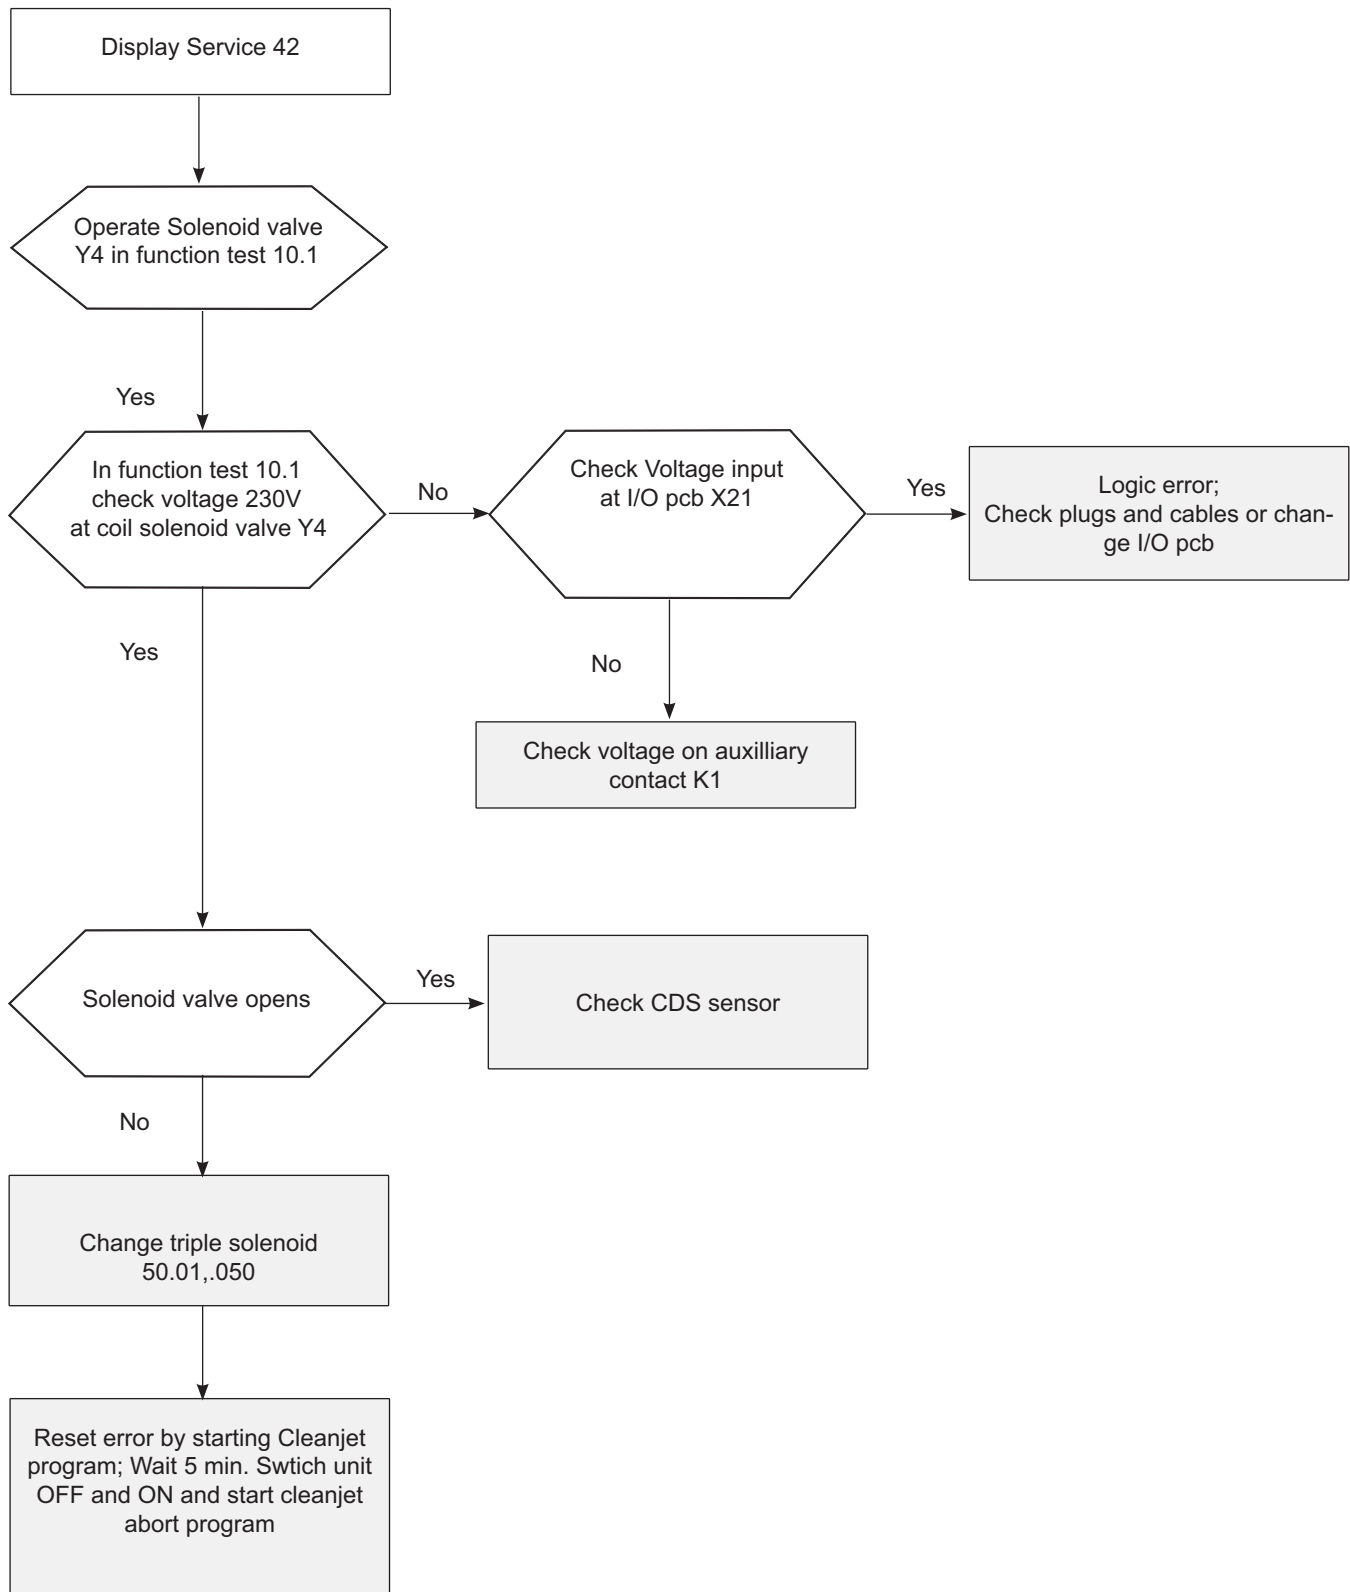 Display Service 42
Operate Solenoid valve
Y4 in function test 10.1
Yes
In function test 10.1
check voltage 230V
at coil solenoid valve Y4
No
Check Voltage input
at I/O pcb X21
Yes
Logic error;
Check plugs and cables or chan-
ge I/O pcb
Yes
No
Check voltage on auxilliary
contact K1
Solenoid valve opens
Yes
Check CDS sensor
No
Change triple solenoid
50.01,.050
Reset error by starting Cleanjet
program; Wait 5 min. Swtich unit
OFF and ON and start cleanjet
abort program